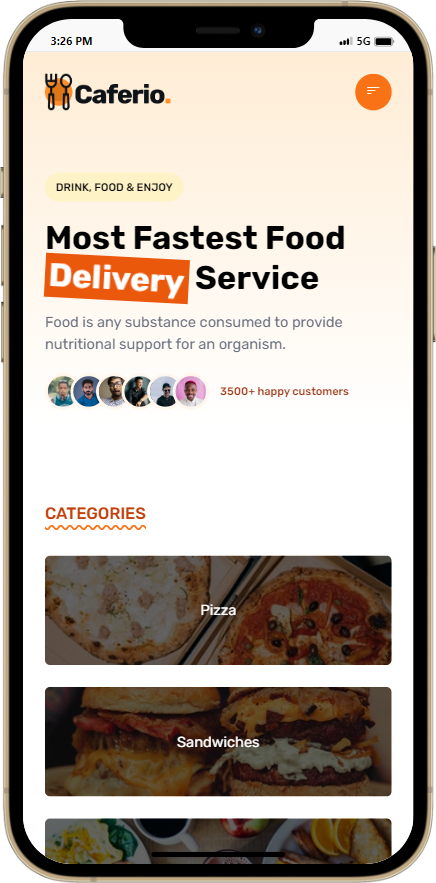 3:26 PM 5G
Caferio.
DRINK, FOOD & ENJOY
Most Fastest Food
Delivery Service
Food is any substance consumed to provide
nutritional support for an organism.
3500+ happy customers
CATEGORIES
Pizza
Sandwiches